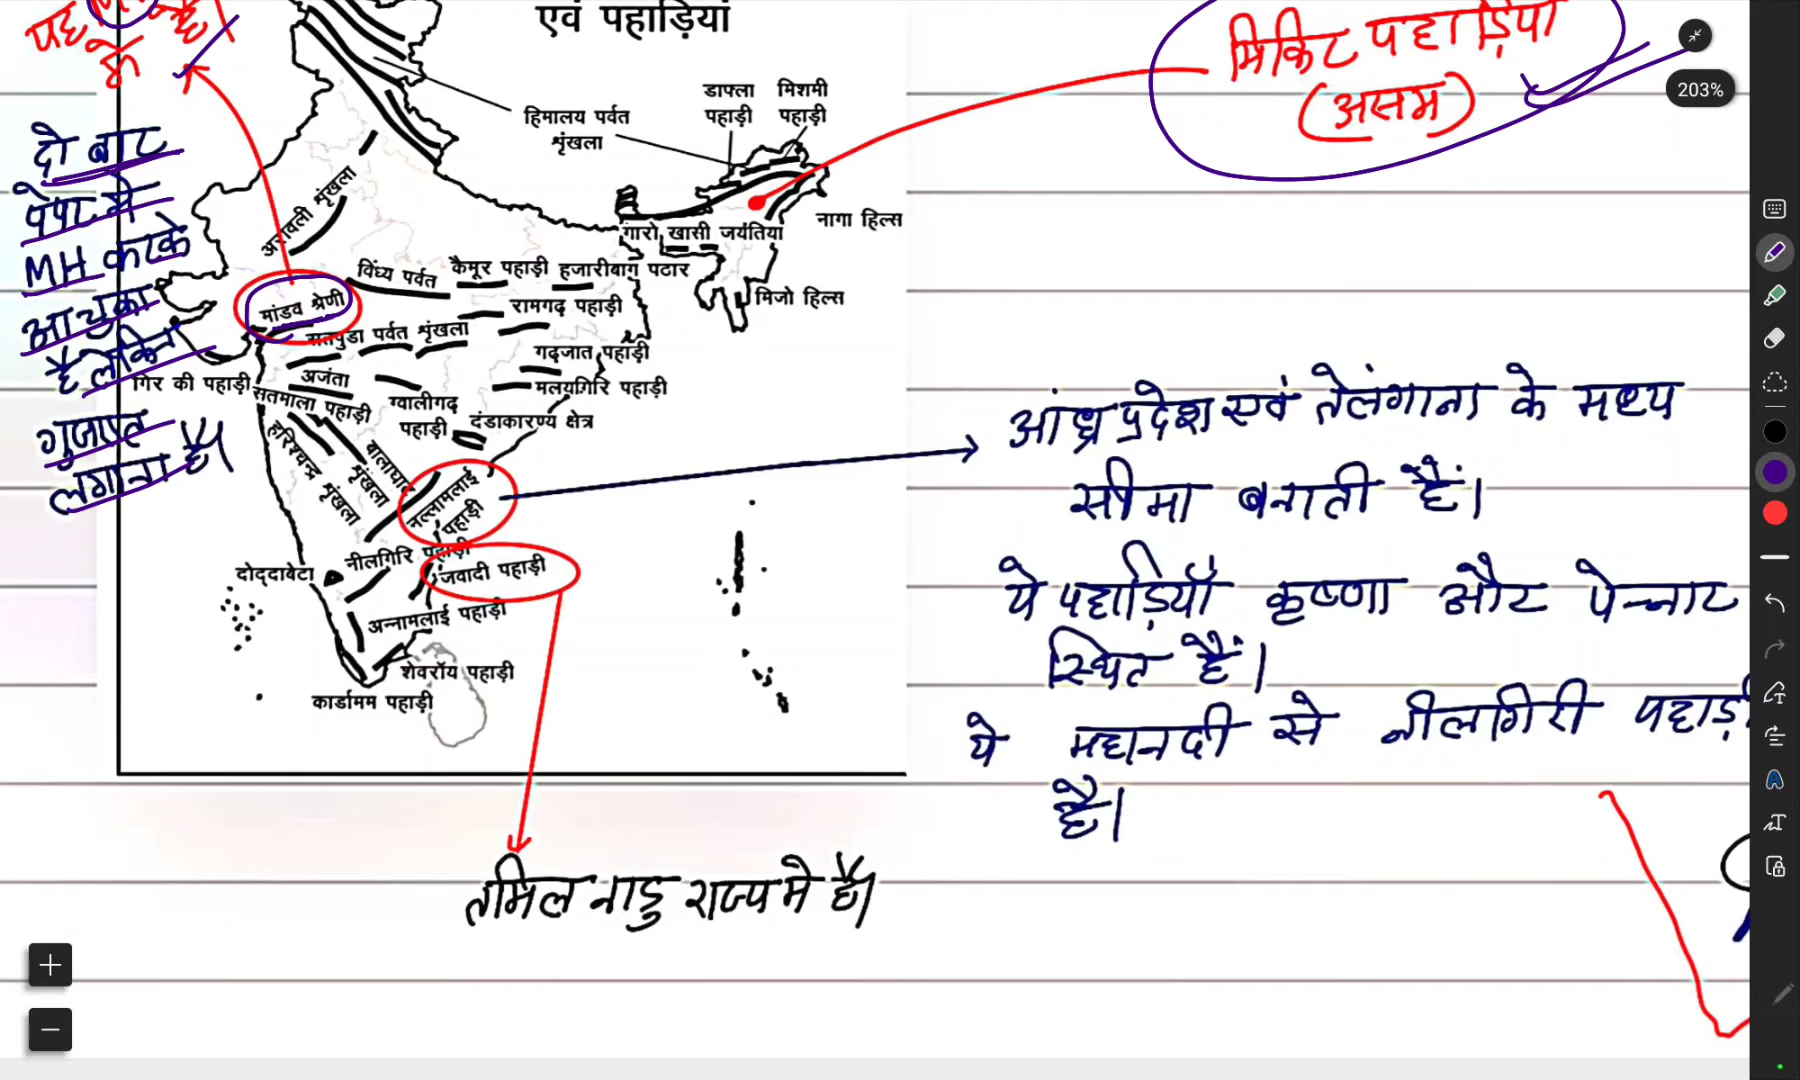 एवं पहाड़ियां
मिकिर पहाड़ियाँ
(असम)
203%
के
है।
दो बार
पेपर में
MH करके
आ चुका
है लेकिन
गुजरात
लगाना है।
डाफ्ला पहाड़ी
मिशमी पहाड़ी
हिमालय पर्वत
शृंखला
अरावली शृंखला
नागा हिल्स
गारो खासी जयंतिया
विंध्य पर्वत
कैमूर पहाड़ी
हजारीबाग पठार
मांडव श्रेणी
रामगढ़ पहाड़ी
मिजो हिल्स
सतपुडा पर्वत शृंखला
गढ़जात पहाड़ी
गिर की पहाड़ी
अजंता
सतमाला पहाड़ी
ग्वालीगढ़
पहाड़ी
मलयगिरि पहाड़ी
दंडाकारण्य क्षेत्र
हरिश्चन्द्र शृंखला
बालाघाट
शृंखला
नल्लामलाई
पहाड़ी
नीलगिरि पहाड़ी
दोद्दाबेटा
जवादी पहाड़ी
अन्नामलाई पहाड़ी
शेवरॉय पहाड़ी
कार्डामम पहाड़ी
आंध्र प्रदेश एवं तेलंगाना के मध्य
सीमा बनाती हैं।
ये पहाड़ियाँ कृष्णा और पेन्नार
स्थित हैं।
ये महानदी से नीलगिरी पहाड़ी
है।
तमिल नाडु राज्य में है।